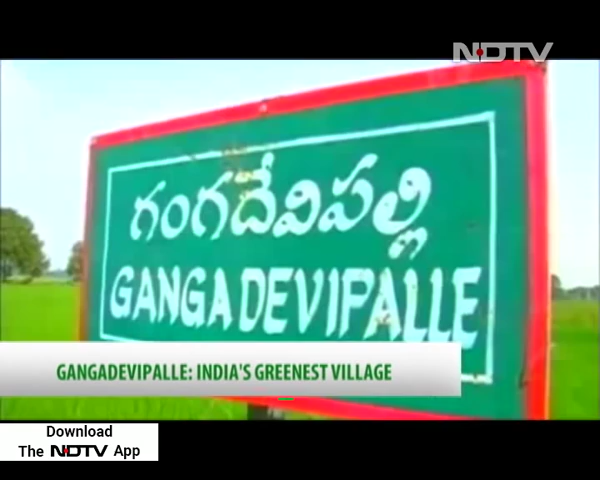 NDTV
గంగదేవిపల్లి
GANGADEVIPALLE
GANGADEVIPALLE: INDIA'S GREENEST VILLAGE
Download
The NDTV App